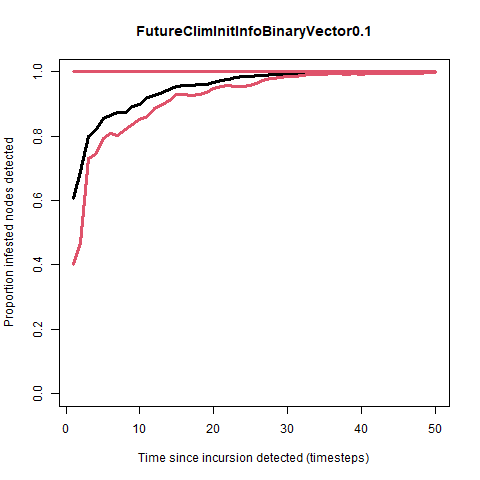 FutureClimInitInfoBinaryVector0.1
Proportion infested nodes detected
1.0
0.8
0.6
0.4
0.2
0.0
0 10 20 30 40 50
Time since incursion detected (timesteps)